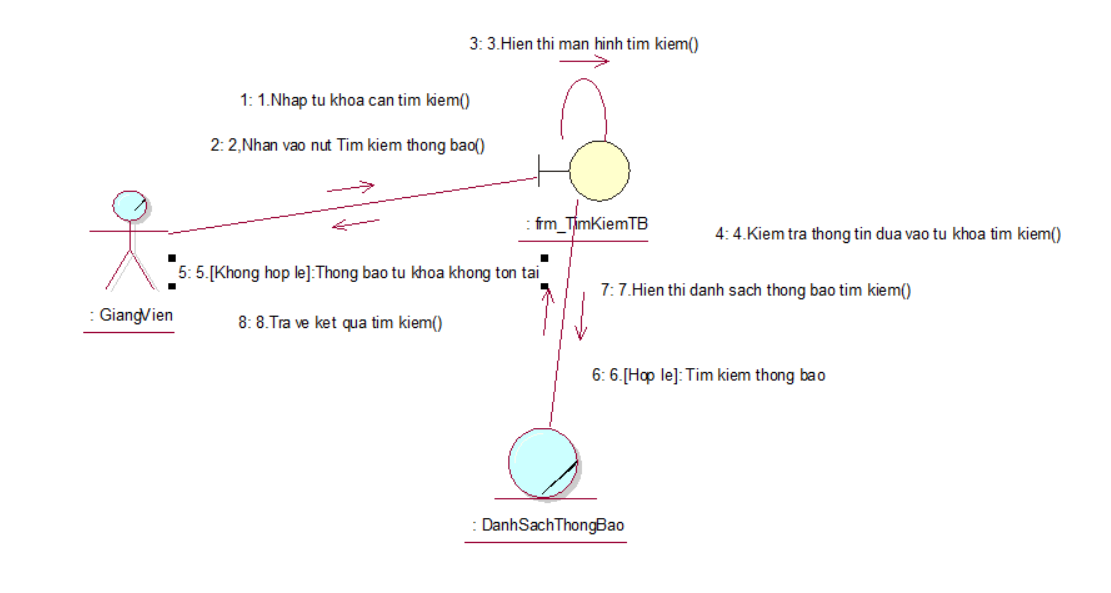 3: 3.Hien thi man hinh tim kiem()
1: 1.Nhap tu khoa can tim kiem()
2: 2,Nhan vao nut Tim kiem thong bao()
: frm_TimKiemTB
4: 4.Kiem tra thong tin dua vao tu khoa tim kiem()
5: 5.[Khong hop le]:Thong bao tu khoa khong ton tai
7: 7.Hien thi danh sach thong bao tim kiem()
: GiangVien
8: 8.Tra ve ket qua tim kiem()
6: 6.[Hop le]: Tim kiem thong bao
: DanhSachThongBao